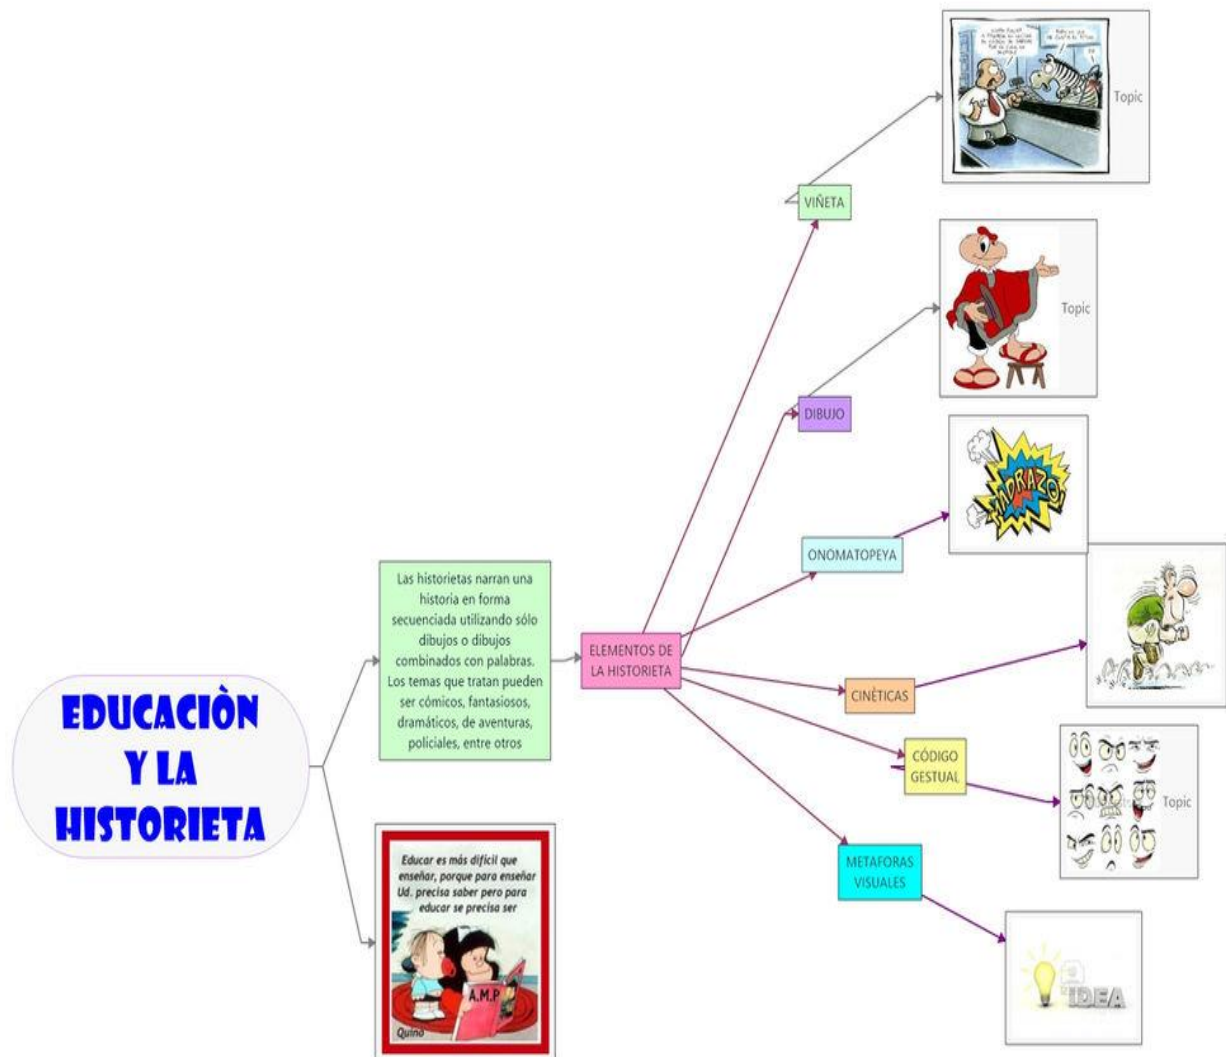 EDUCACIÒN
Y LA
HISTORIETA
Las historietas narran una
historia en forma
secuenciada utilizando sólo
dibujos o dibujos
combinados con palabras.
Los temas que tratan pueden
ser cómicos, fantasiosos,
dramáticos, de aventuras,
policiales, entre otros
Educar es más difícil que
enseñar, porque para enseñar
Ud. precisa saber pero para
educar se precisa ser
A.M.P
Quino
ELEMENTOS DE
LA HISTORIETA
VIÑETA
Topic
DIBUJO
Topic
ONOMATOPEYA
MADRAZO!
CINÉTICAS
CÓDIGO
GESTUAL
Topic
METAFORAS
VISUALES
IDEA